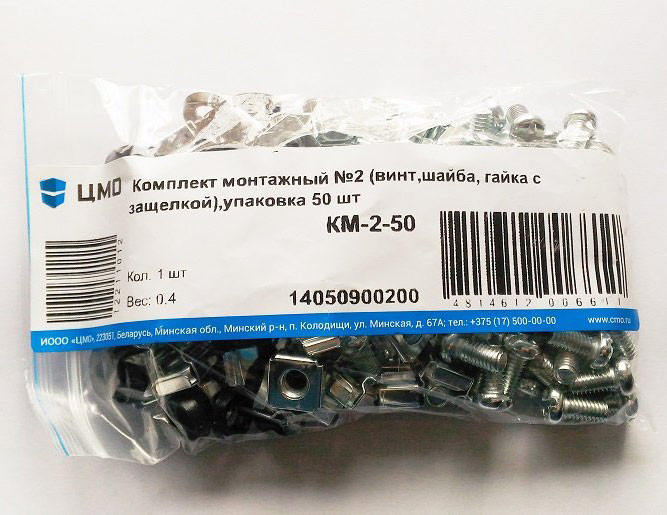 ЦМО
Комплект монтажный №2 (винт,шайба, гайка с
защелкой),упаковка 50 шт
КМ-2-50
Кол. 1 шт
Вес: 0.4
12211012
14050900200
4814612006611
ИООО «ЦМО», 223051, Беларусь, Минская обл., Минский р-н, п. Колодищи, ул. Минская, д. 67А; тел.: +375 (17) 500-00-00
www.cmo.ru